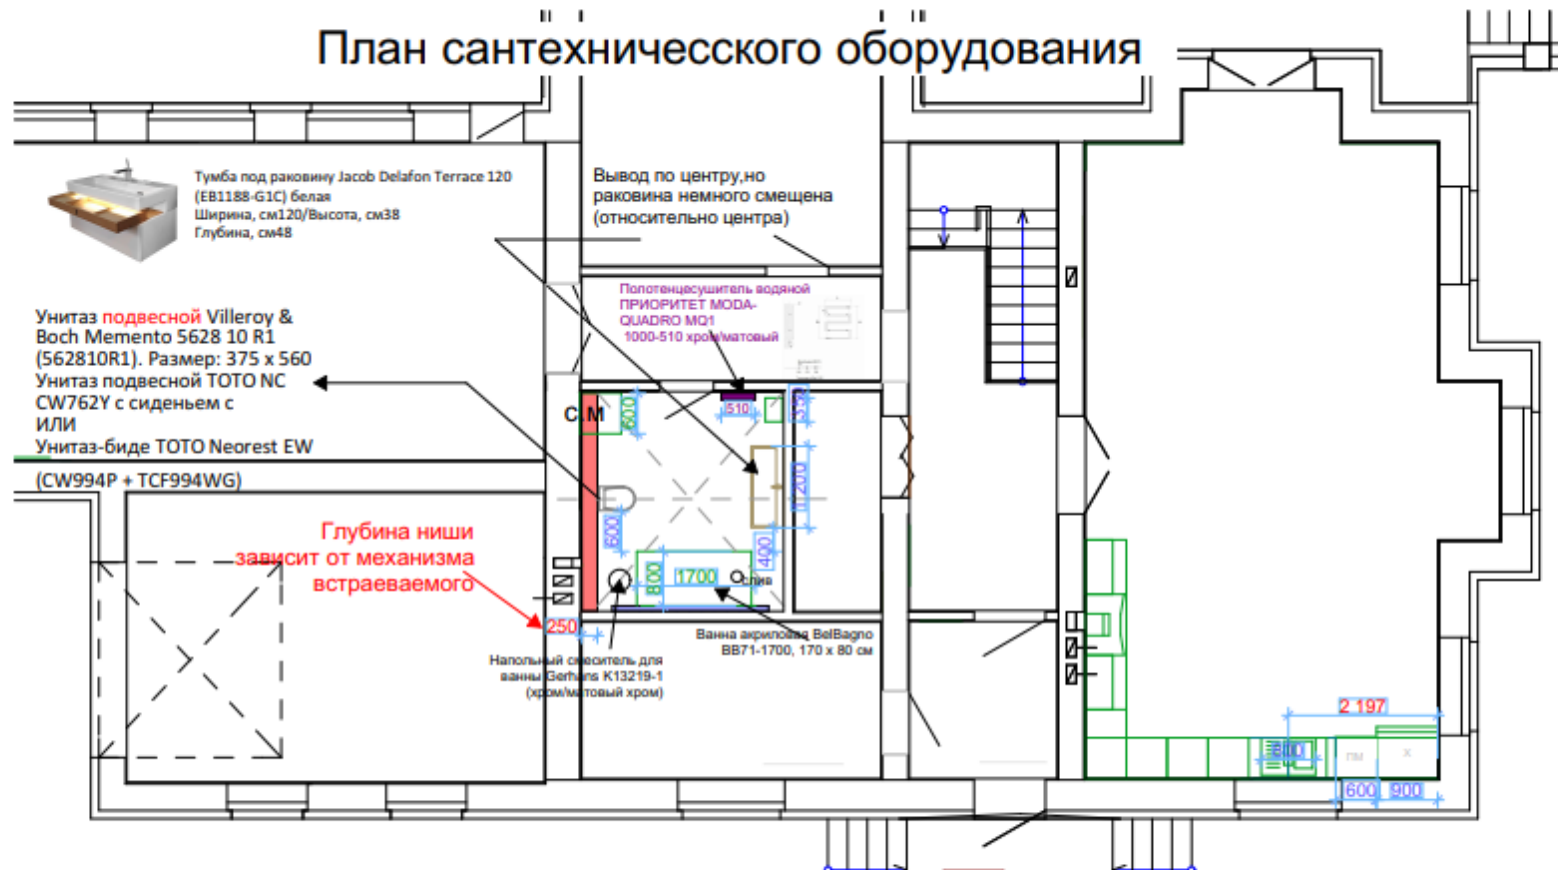 План сантехничесского оборудования
Тумба под раковину Jacob Delafon Terrace 120
(EB1188-G1C) белая
Ширина, см120/Высота, см38
Глубина, см48
Вывод по центру,но
раковина немного смещена
(относительно центра)
Полотенцесушитель водяной
ПРИОРИТЕТ MODA-
QUADRO MQ1
1000-510 хром/матовый
Унитаз подвесной Villeroy &
Boch Memento 5628 10 R1
(562810R1). Размер: 375 x 560
Унитаз подвесной TOTO NC
CW762Y с сиденьем с
ИЛИ
Унитаз-биде TOTO Neorest EW
(CW994P + TCF994WG)
С.М
600
510
350
1 200
600
400
800
1700
слив
Глубина ниши
зависит от механизма
встраеваемого
250
Напольный смеситель для
ванны Gerhans K13219-1
(хром/матовый хром)
Ванна акриловая BelBagno
BB71-1700, 170 x 80 см
2 197
800
ПМ
X
600
900